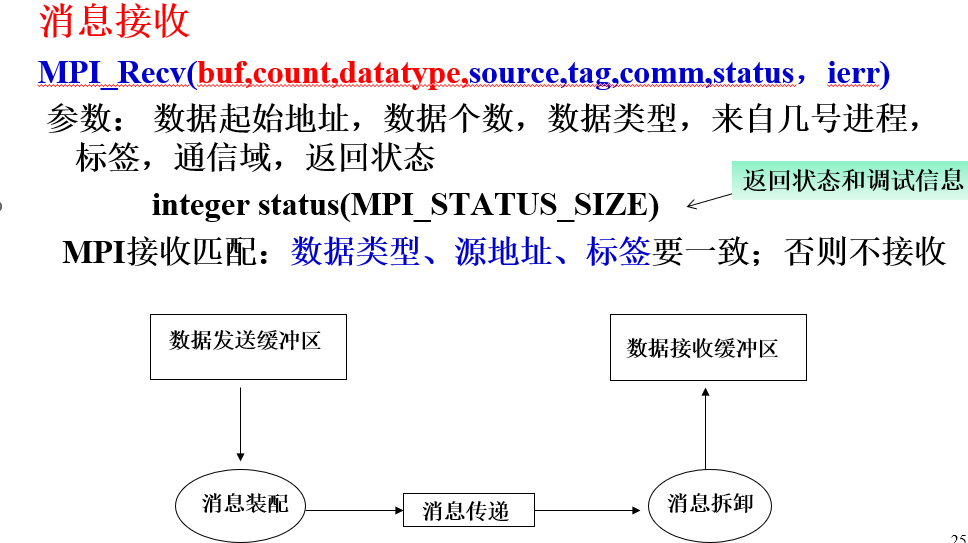 消息接收
MPI_Recv(buf,count,datatype,source,tag,comm,status，ierr)
参数： 数据起始地址，数据个数，数据类型，来自几号进程，
标签，通信域，返回状态
返回状态和调试信息
integer status(MPI_STATUS_SIZE)
MPI接收匹配：数据类型、源地址、标签要一致；否则不接收
数据发送缓冲区
数据接收缓冲区
消息装配
消息传递
消息拆卸
25